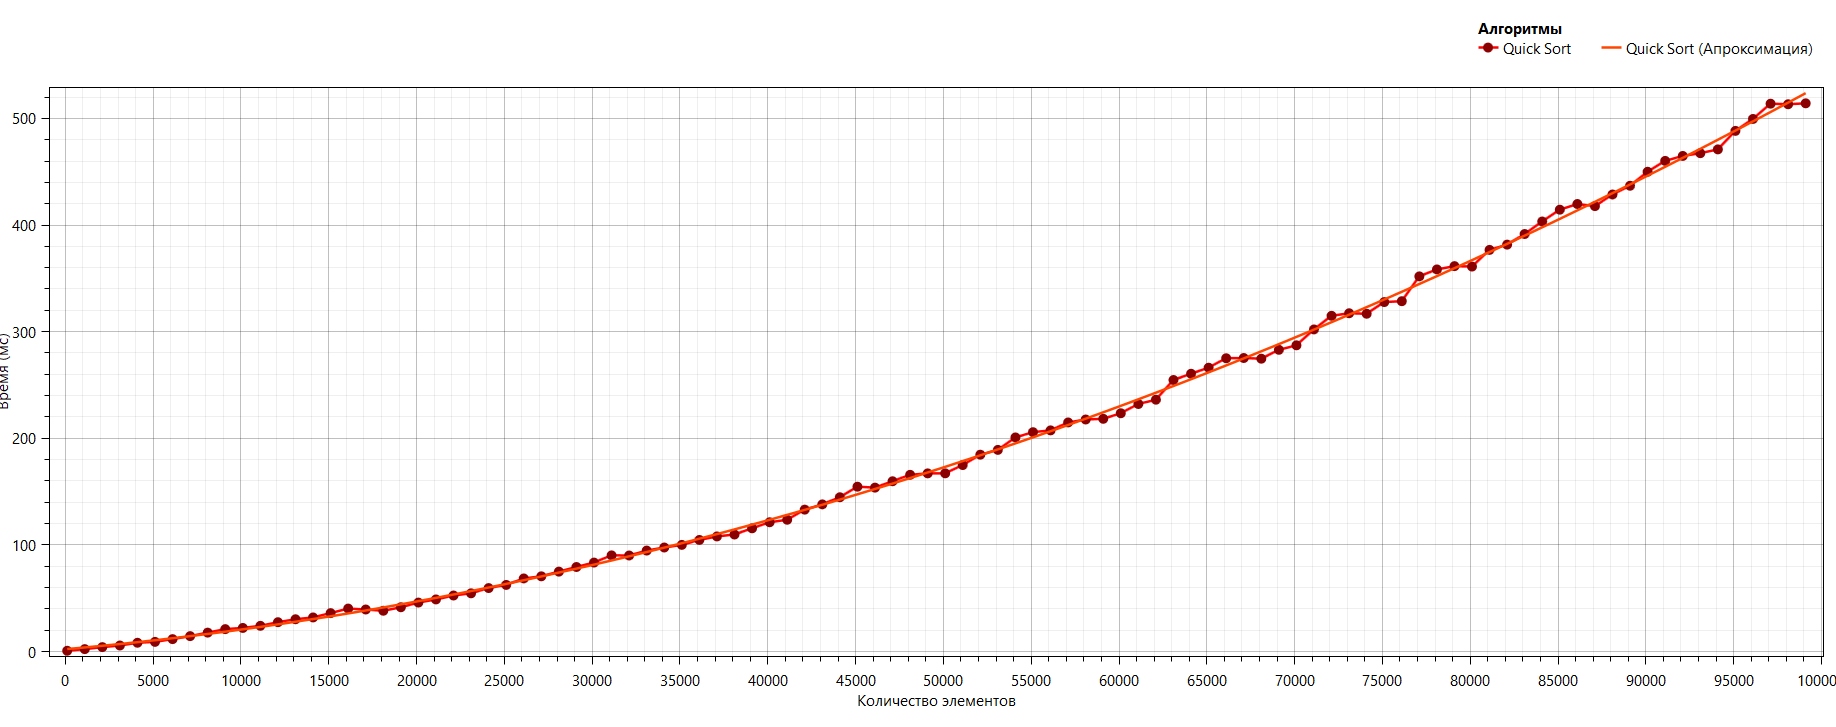 Алгоритмы
Quick Sort
Quick Sort (Апроксимация)
500
400
300
200
100
0
Время (мс)
0 5000 10000 15000 20000 25000 30000 35000 40000 45000 50000 55000 60000 65000 70000 75000 80000 85000 90000 95000 10000
Количество элементов